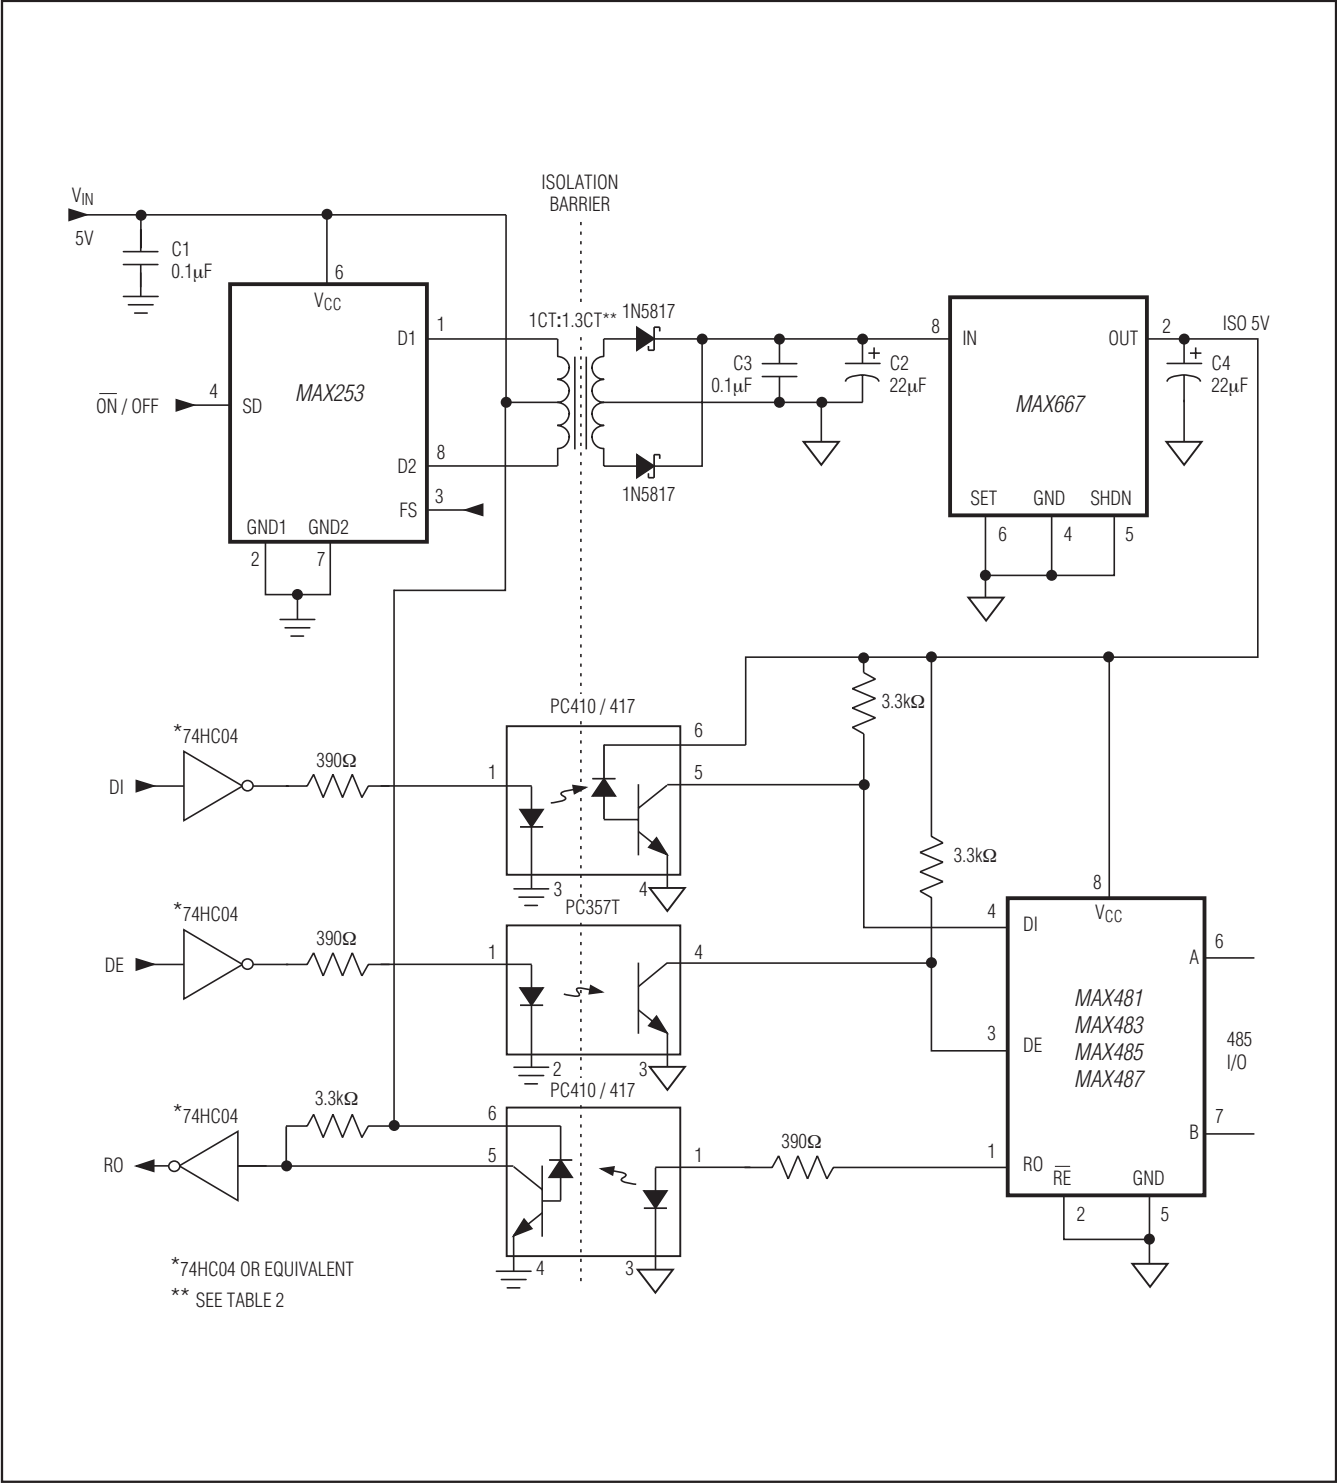 ISOLATION
BARRIER
VIN
5V
C1
0.1µF
6
VCC
D1
1
MAX253
4
ON / OFF
SD
D2
8
FS
3
GND1
GND2
2
7
1CT:1.3CT**
1N5817
1N5817
C3
0.1µF
+
C2
22µF
8
IN
OUT
2
ISO 5V
MAX667
+
C4
22µF
SET
GND
SHDN
6
4
5
3.3kΩ
3.3kΩ
*74HC04
DI
390Ω
PC410 / 417
1
6
5
3
4
*74HC04
DE
390Ω
PC357T
1
4
2
3
*74HC04
RO
3.3kΩ
PC410 / 417
6
5
1
4
3
390Ω
8
VCC
4
DI
3
DE
1
RO
RE
GND
2
5
A
6
B
7
MAX481
MAX483
MAX485
MAX487
485
I/O
*74HC04 OR EQUIVALENT
** SEE TABLE 2